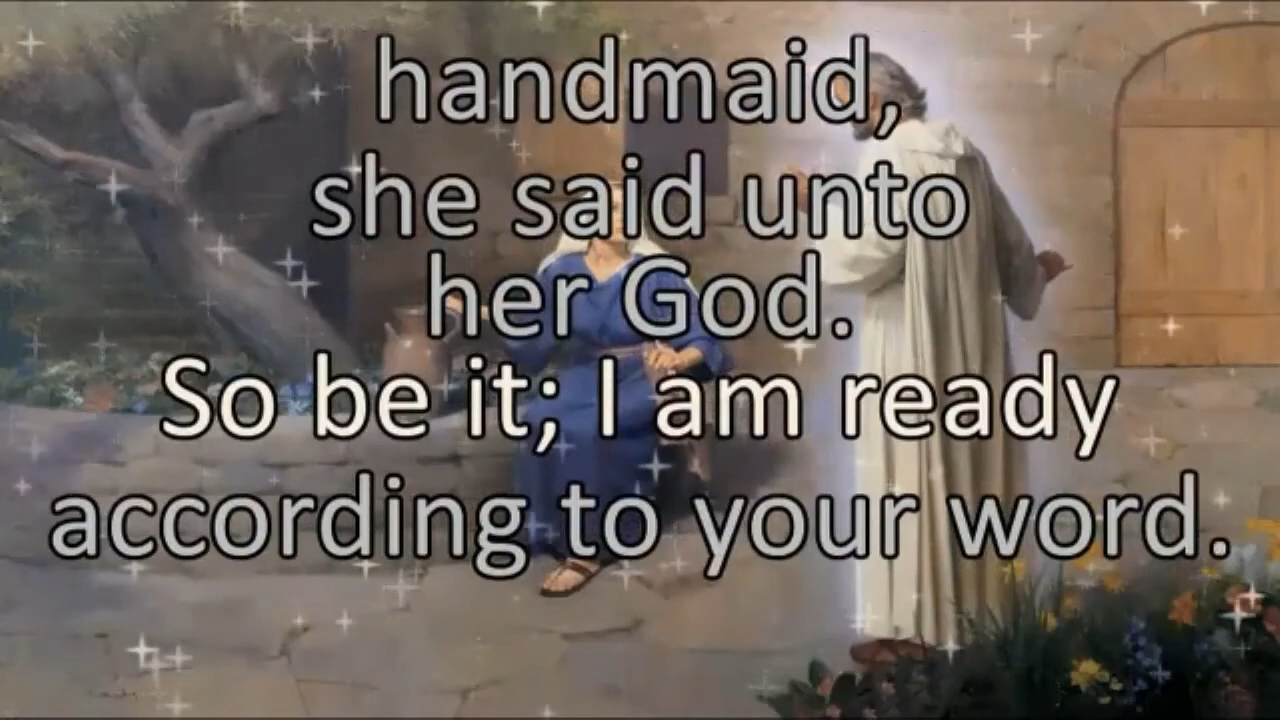 handmaid,
she said unto
her God.
So be it; I am ready
according to your word.